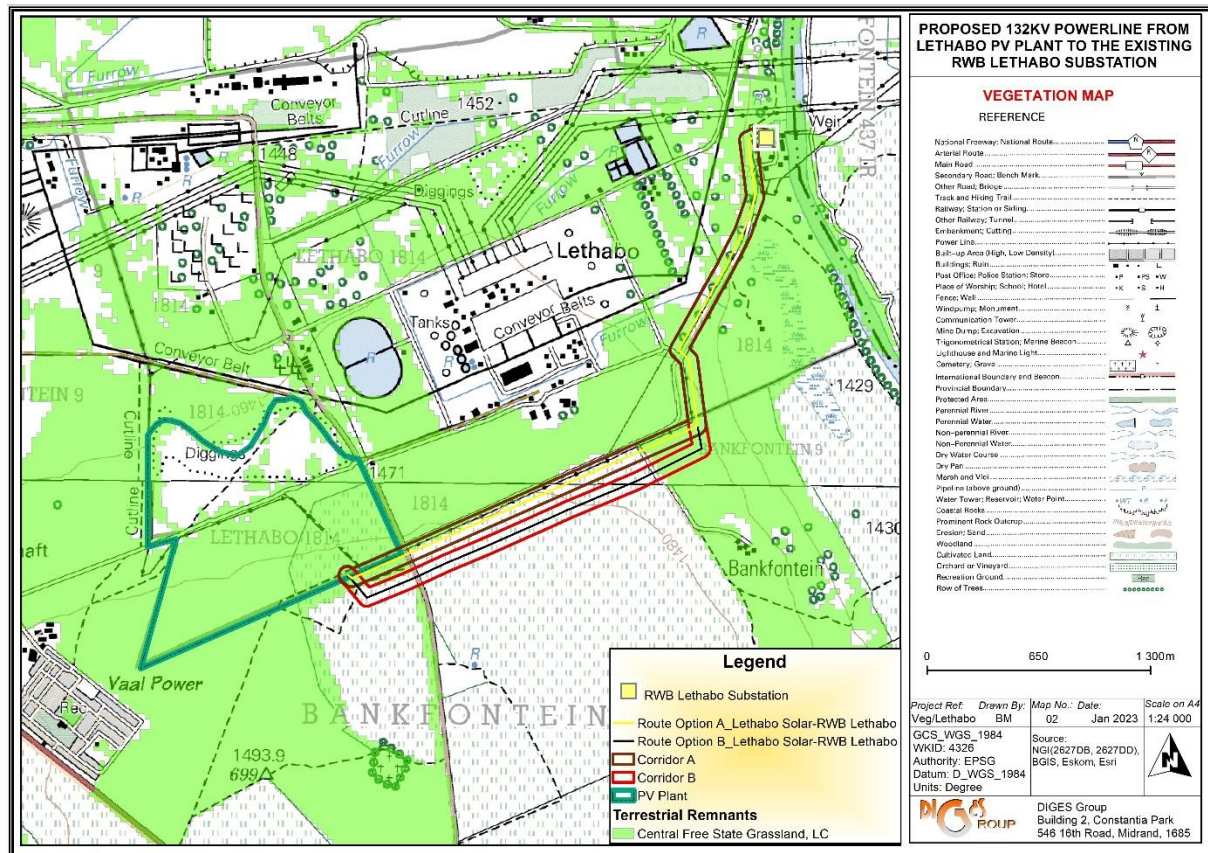 PROPOSED 132KV POWERLINE FROM
LETHABO PV PLANT TO THE EXISTING
RWB LETHABO SUBSTATION
VEGETATION MAP
REFERENCE
National Freeway; National Route
Arterial Route
Main Road
Secondary Road; Bench Mark
Other Road; Bridge
Track and Hiking Trail
Railway; Station or Siding
Other Railway; Tunnel
Embankment; Cutting
Power Line
Built-up Area (High, Low Density)
Buildings; Ruin
Post Office; Police Station; Store
Place of Worship; School; Hotel
Fence; Wall
Windpump; Monument
Communication Tower
Mine Dump; Excavation
Trigonometrical Station; Marine Beacon
Lighthouse and Marine Light
Cemetery; Grave
International Boundary and Beacon
Provincial Boundary
Protected Area
Perennial River
Perennial Water
Non-perennial River
Non-Perennial Water
Dry Water Course
Dry Pan
Marsh and Vlei
Pipeline (above ground)
Water Tower; Reservoir; Water Point
Coastal Rocks
Prominent Rock Outcrop
Erosion; Sand
Woodland
Cultivated Land
Orchard or Vineyard
Recreation Ground
Row of Trees
0 650 1 300m
Project Ref: Drawn By: Map No.: Date: Scale on A4
Veg/Lethabo BM 02 Jan 2023 1:24 000
GCS_WGS_1984
WKID: 4326
Authority: EPSG
Datum: D_WGS_1984
Units: Degree
Source:
NGI(2627DB, 2627DD),
BGIS, Eskom, Esri
N
DIGES GROUP
DIGES Group
Building 2, Constantia Park
546 16th Road, Midrand, 1685
Legend
RWB Lethabo Substation
Route Option A_Lethabo Solar-RWB Lethabo
Route Option B_Lethabo Solar-RWB Lethabo
Corridor A
Corridor B
PV Plant
Terrestrial Remnants
Central Free State Grassland, LC
Furrow
Conveyor
Belts
Cutline
1452
R
Weir
1448
Furrow
Diggings
Furrow
LETHABO 1814
Lethabo
Tanks
Conveyor Belts
Furrow
R
Conveyor Belt
1814
1429
1814
1460
Cutline
Diggings
1471
BANKFONTEIN 9
1814
LETHABO 1814
Cutline
1480
1430
Bankfontein
Vaal Power
Rec
R
BANKFONTEIN
1493.9
699